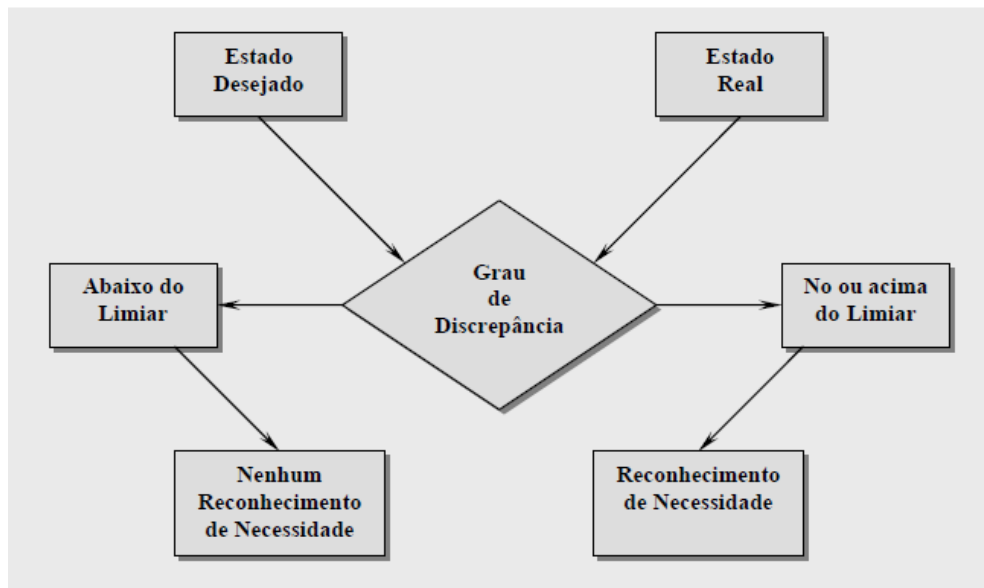 Estado
Desejado
Estado
Real
Grau
de
Discrepância
Abaixo do
Limiar
No ou acima
do Limiar
Nenhum
Reconhecimento
de Necessidade
Reconhecimento
de Necessidade